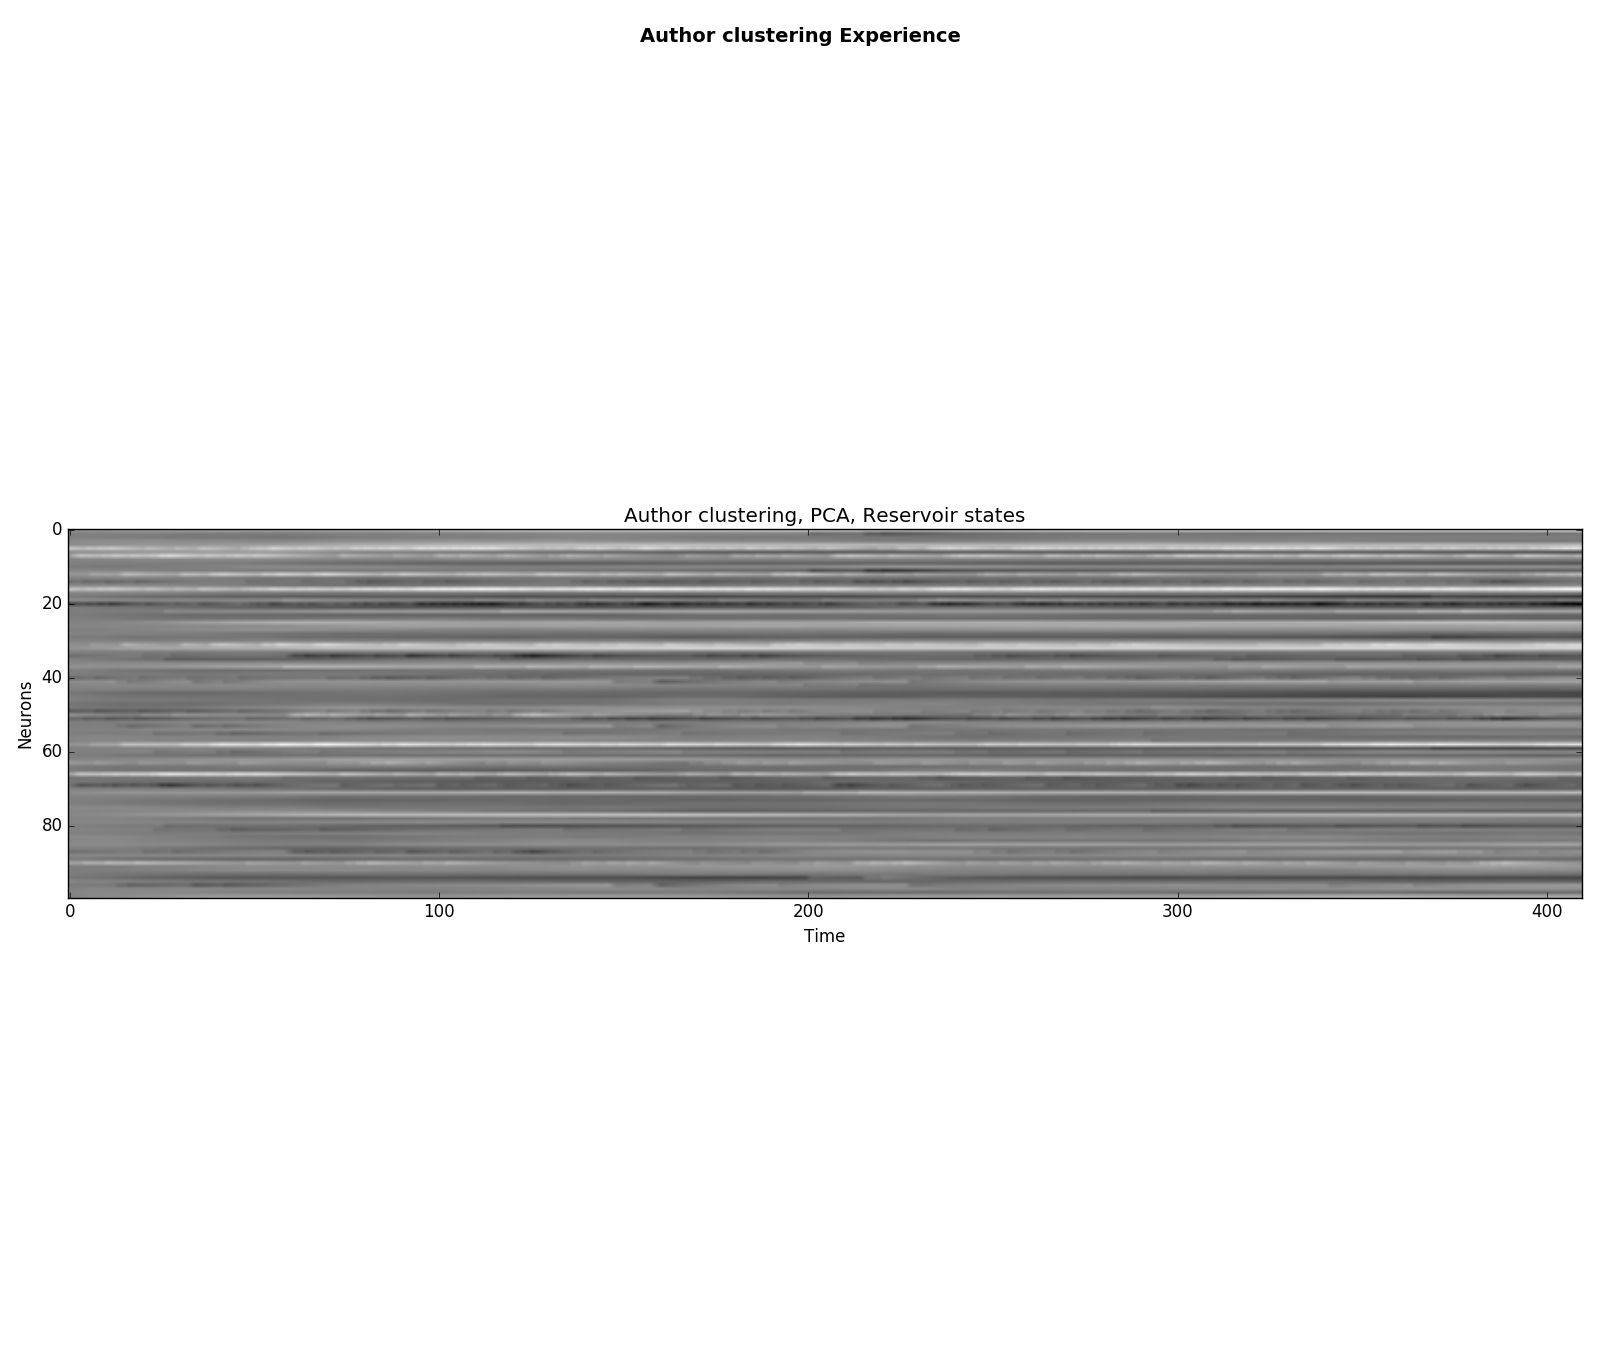 Author clustering Experience
Author clustering, PCA, Reservoir states
0
20
40
60
80
Neurons
0 100 200 300 400
Time